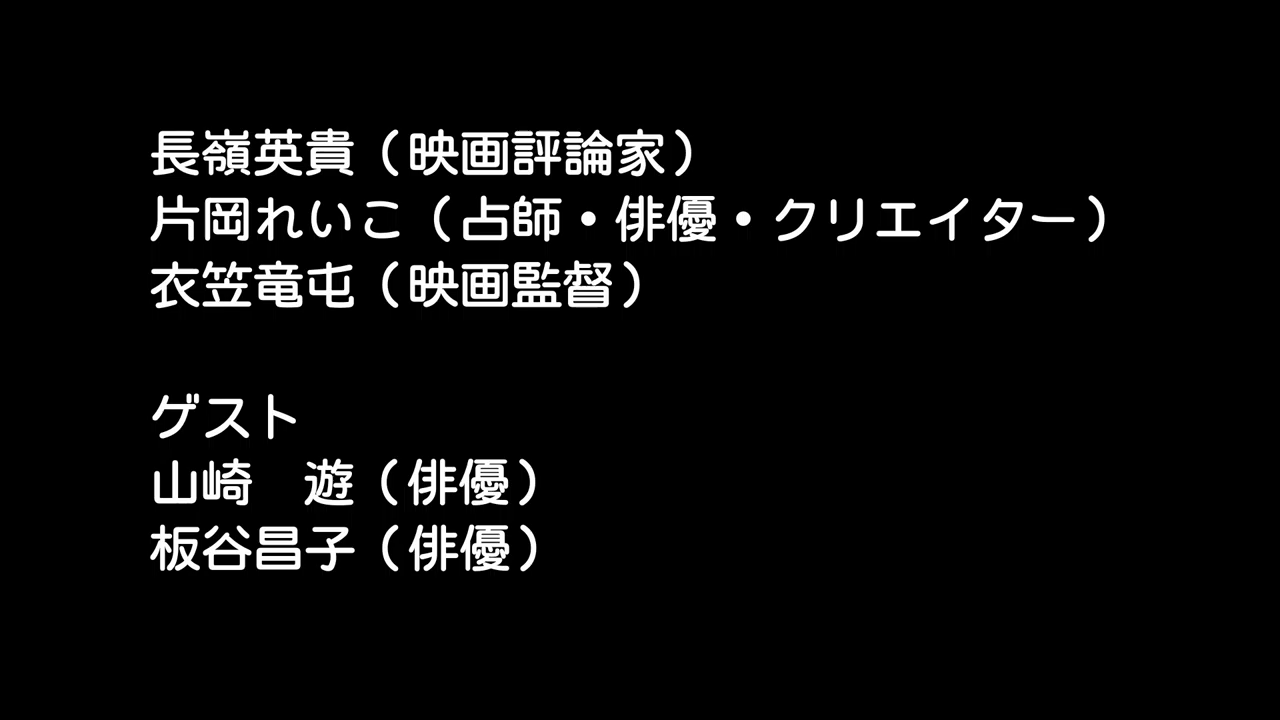 長嶺英貴（映画評論家）
片岡れいこ（占師・俳優・クリエイター）
衣笠竜屯（映画監督）
ゲスト
山崎　遊（俳優）
板谷昌子（俳優）